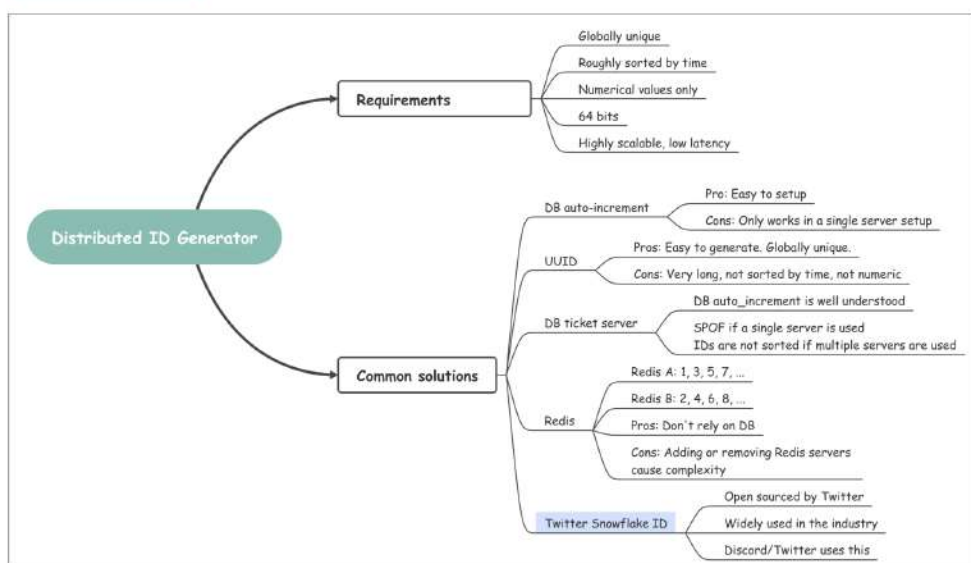 Distributed ID Generator
Requirements
Globally unique
Roughly sorted by time
Numerical values only
64 bits
Highly scalable, low latency
Common solutions
DB auto-increment
Pro: Easy to setup
Cons: Only works in a single server setup
UUID
Pros: Easy to generate. Globally unique.
Cons: Very long, not sorted by time, not numeric
DB ticket server
DB auto_increment is well understood
SPOF if a single server is used
IDs are not sorted if multiple servers are used
Redis
Redis A: 1, 3, 5, 7, ...
Redis B: 2, 4, 6, 8, ...
Pros: Don't rely on DB
Cons: Adding or removing Redis servers
cause complexity
Twitter Snowflake ID
Open sourced by Twitter
Widely used in the industry
Discord/Twitter uses this